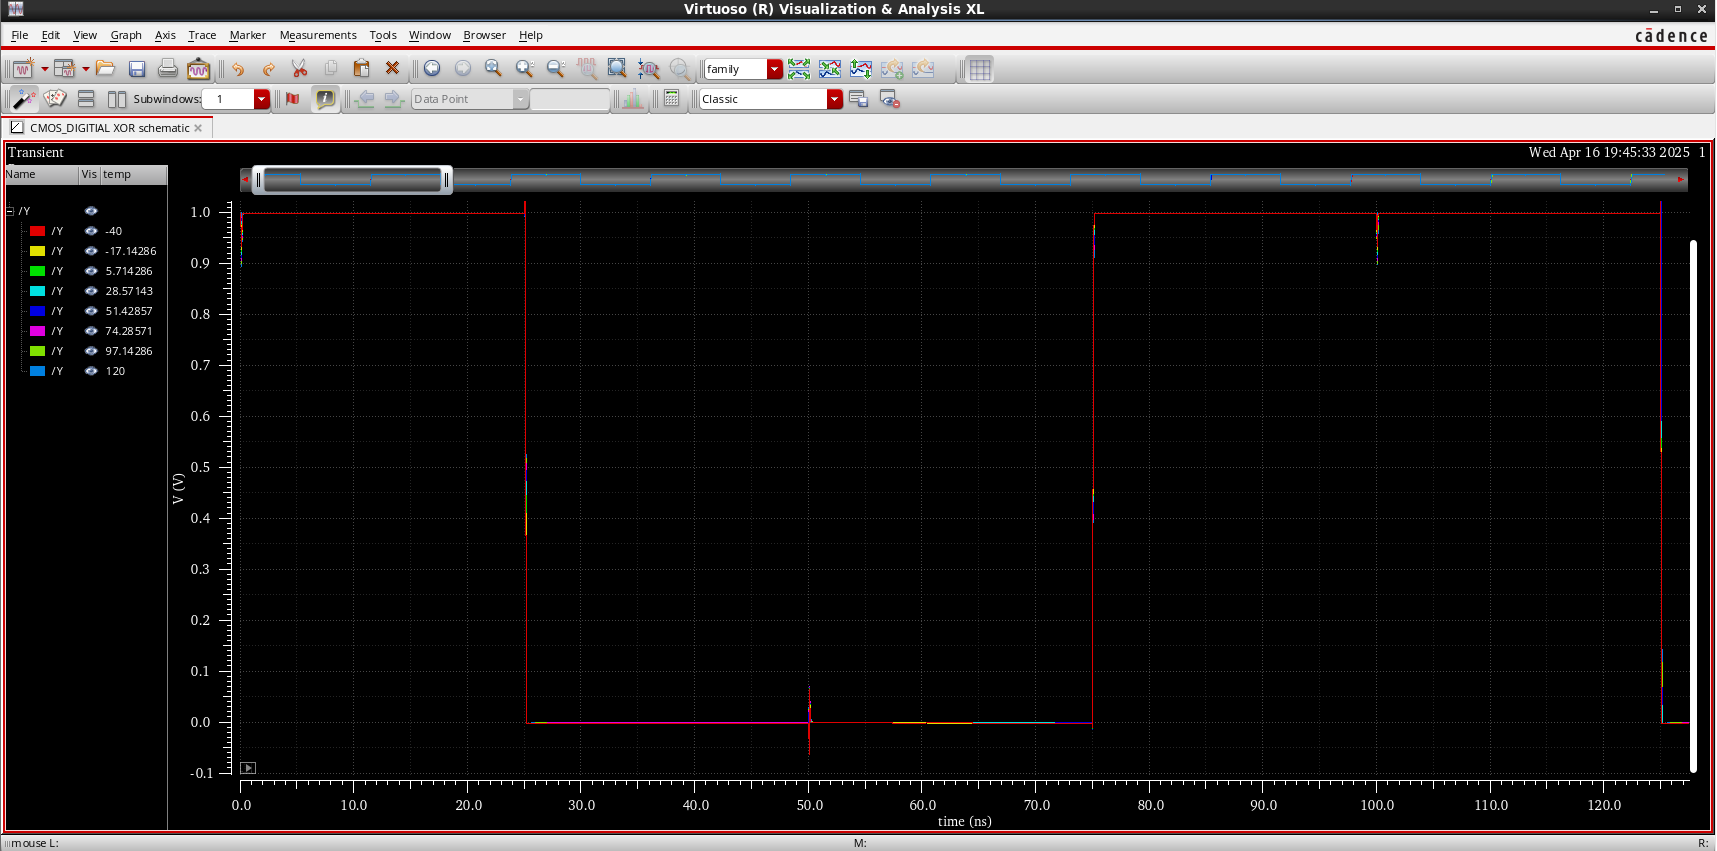 Virtuoso (R) Visualization & Analysis XL
File Edit View Graph Axis Trace Marker Measurements Tools Window Browser Help
cādence
family
Subwindows: 1
Data Point
Classic
CMOS_DIGITIAL XOR schematic
Transient
Wed Apr 16 19:45:33 2025 1
Name Vis temp
/Y
/Y -40
/Y -17.14286
/Y 5.714286
/Y 28.57143
/Y 51.42857
/Y 74.28571
/Y 97.14286
/Y 120
1.0
0.9
0.8
0.7
0.6
0.5
0.4
0.3
0.2
0.1
0.0
-0.1
V (V)
0.0 10.0 20.0 30.0 40.0 50.0 60.0 70.0 80.0 90.0 100.0 110.0 120.0
time (ns)
mouse L: M: R: